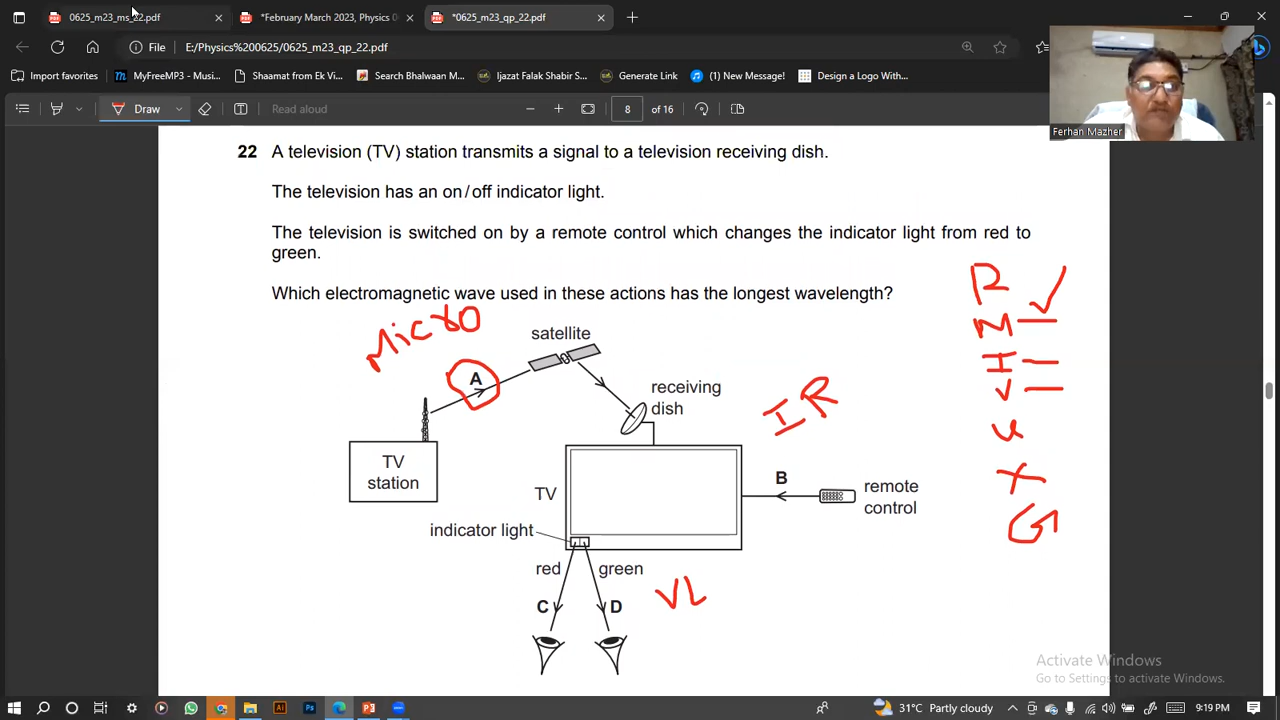 0625_m23_ms_22.pdf
*February March 2023, Physics 0
*0625_m23_qp_22.pdf
File
E:/Physics%200625/0625_m23_qp_22.pdf
Import favorites
MyFreeMP3 - Musi...
Shaamat from Ek Vi...
Search Bhalwaan M...
Ijazat Falak Shabir S...
Generate Link
(1) New Message!
Design a Logo With...
Draw
Read aloud
8 of 16
Ferhan Mazher
22 A television (TV) station transmits a signal to a television receiving dish.
The television has an on/off indicator light.
The television is switched on by a remote control which changes the indicator light from red to
green.
Which electromagnetic wave used in these actions has the longest wavelength?
Micro
satellite
A
receiving
dish
IR
TV
station
TV
B
remote
control
indicator light
red
green
VL
C
D
R
M
I
V
U
X
G
Activate Windows
Go to Settings to activate Windows.
31°C Partly cloudy
9:19 PM